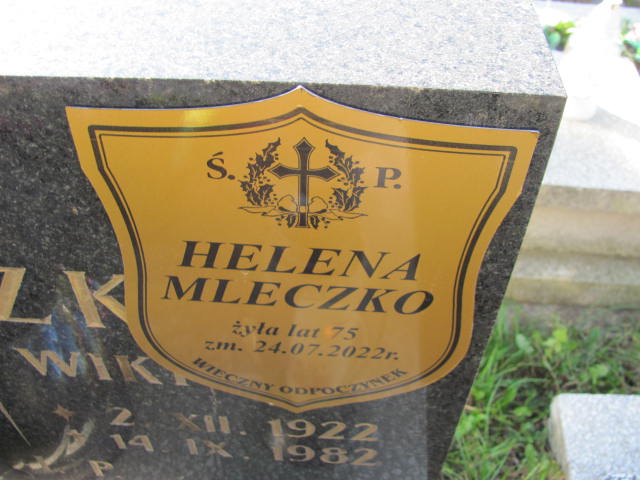 Ś. P.
HELENA
MLECZKO
żyła lat 75
zm. 24.07.2022r.
WIECZNY ODPOCZYNEK
2. XII. 1922
14. IX. 1982
P.